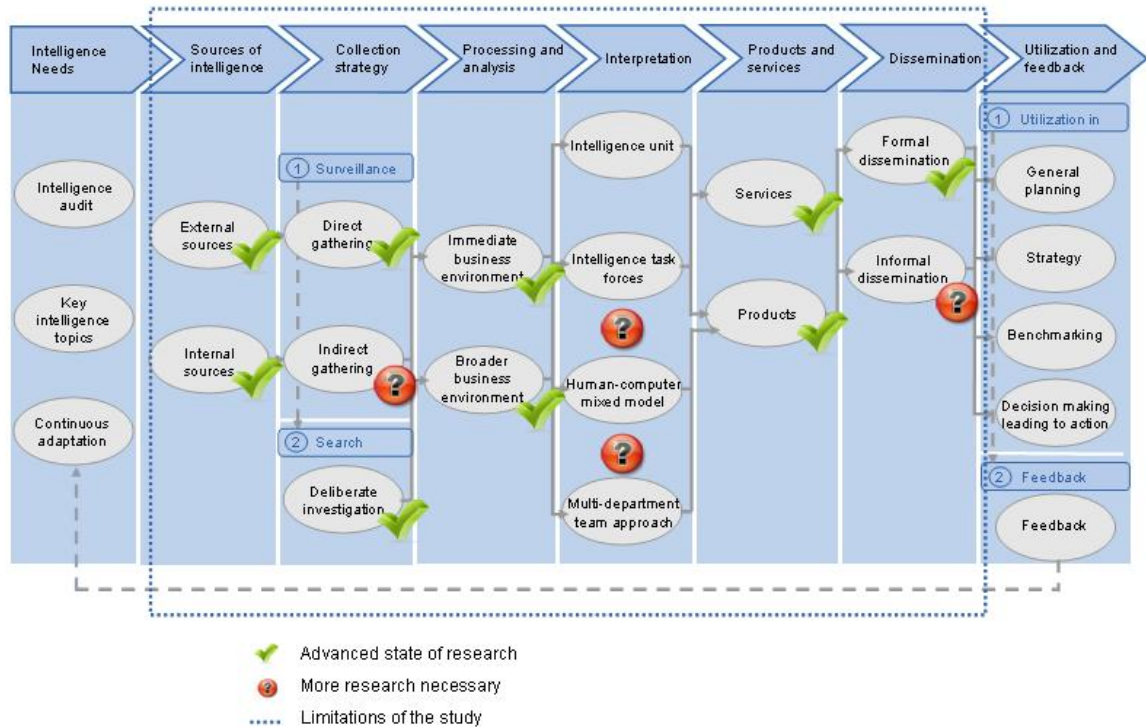 Intelligence
Needs
Sources of
intelligence
Collection
strategy
Processing and
analysis
Interpretation
Products and
services
Dissemination
Utilization and
feedback
Intelligence
audit
Key
intelligence
topics
Continuous
adaptation
External
sources
Internal
sources
1 Surveillance
Direct
gathering
Indirect
gathering
?
2 Search
Deliberate
investigation
Immediate
business
environment
Broader
business
environment
Intelligence unit
Intelligence task
forces
?
Human-computer
mixed model
?
Multi-department
team approach
Services
Products
Formal
dissemination
Informal
dissemination
?
1 Utilization in
General
planning
Strategy
Benchmarking
Decision making
leading to action
2 Feedback
Feedback
Advanced state of research
? More research necessary
Limitations of the study